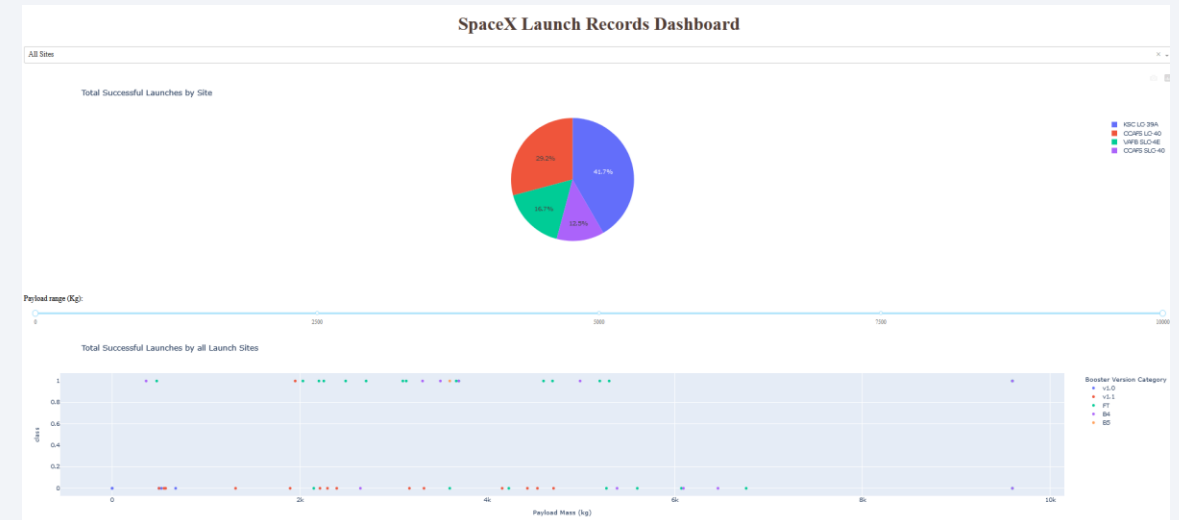 SpaceX Launch Records Dashboard
All Sites
Total Successful Launches by Site
KSC LC-39A
CCAFS LC-40
VAFB SLC-4E
CCAFS SLC-40
29.2%
41.7%
16.7%
12.5%
Payload range (Kg):
0 2500 5000 7500 10000
Total Successful Launches by all Launch Sites
Booster Version Category
v1.0
v1.1
FT
B4
B5
class
1
0.8
0.6
0.4
0.2
0
0 2k 4k 6k 8k 10k
Payload Mass (kg)